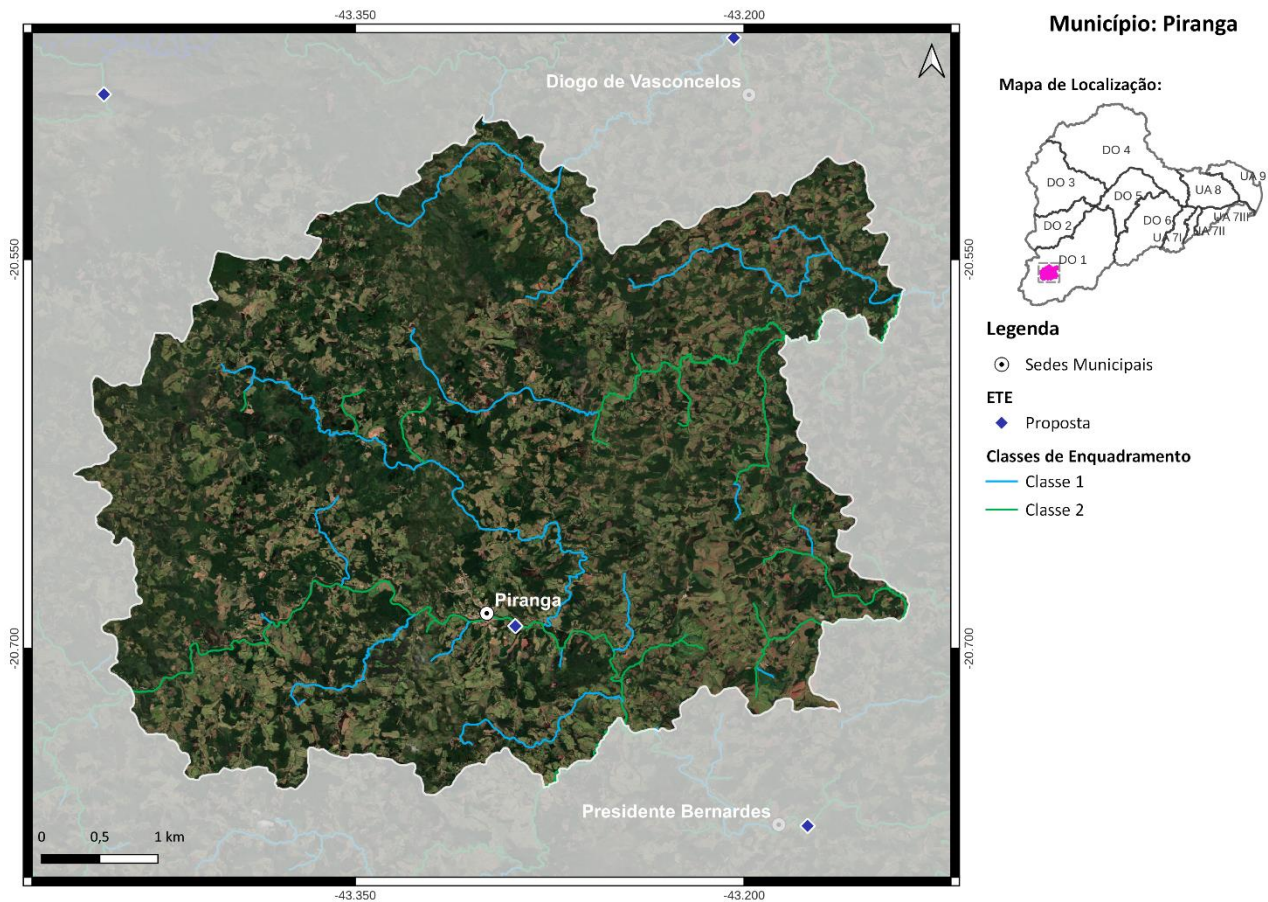 Município: Piranga
-43.350
-43.200
Diogo de Vasconcelos
Mapa de Localização:
DO 4
DO 3
UA 9
UA 8
DO 5
UA 7III
DO 6
DO 2
UA 7II
UA 7I
-20.550
-20.550
DO 1
Legenda
Sedes Municipais
ETE
Proposta
Classes de Enquadramento
Classe 1
Classe 2
Piranga
-20.700
-20.700
Presidente Bernardes
0 0,5 1 km
-43.350
-43.200